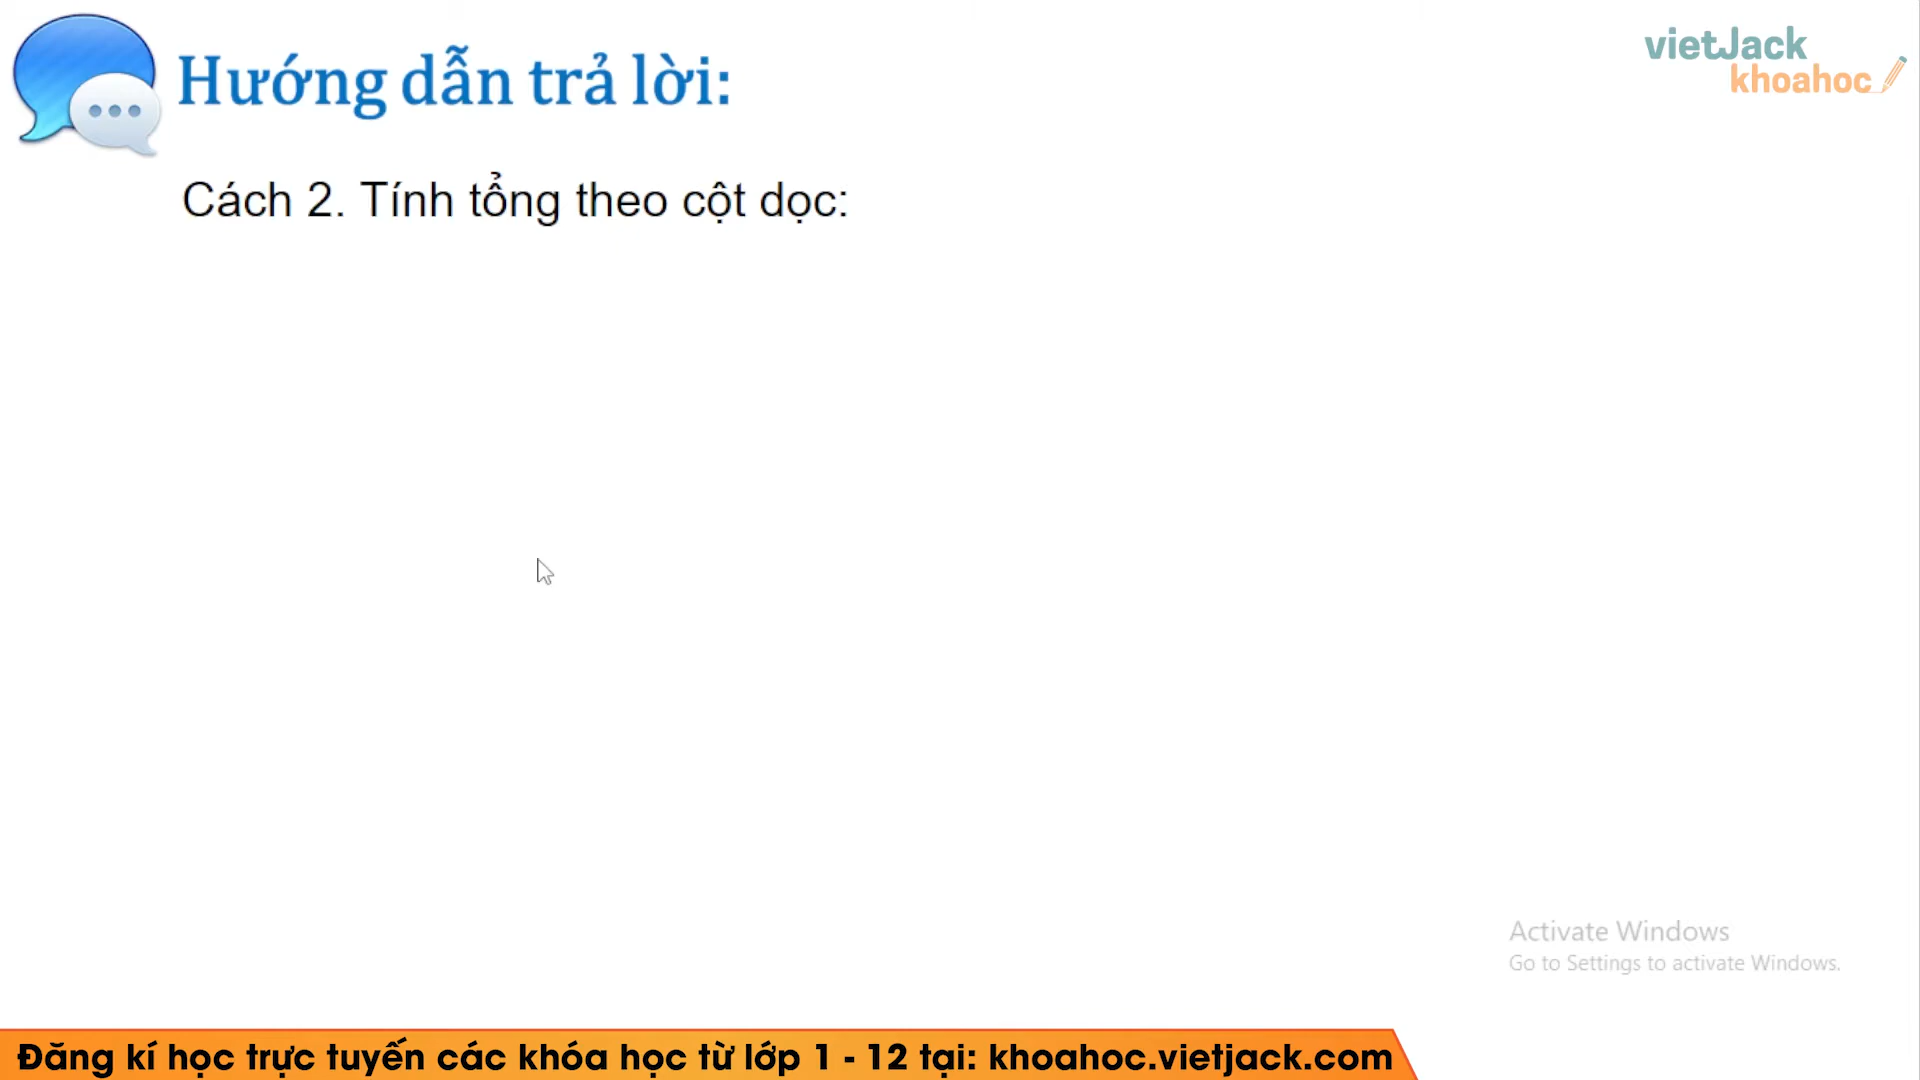 vietJack
khoahoc
Hướng dẫn trả lời:
Cách 2. Tính tổng theo cột dọc:
Activate Windows
Go to Settings to activate Windows.
Đăng kí học trực tuyến các khóa học từ lớp 1 - 12 tại: khoahoc.vietjack.com